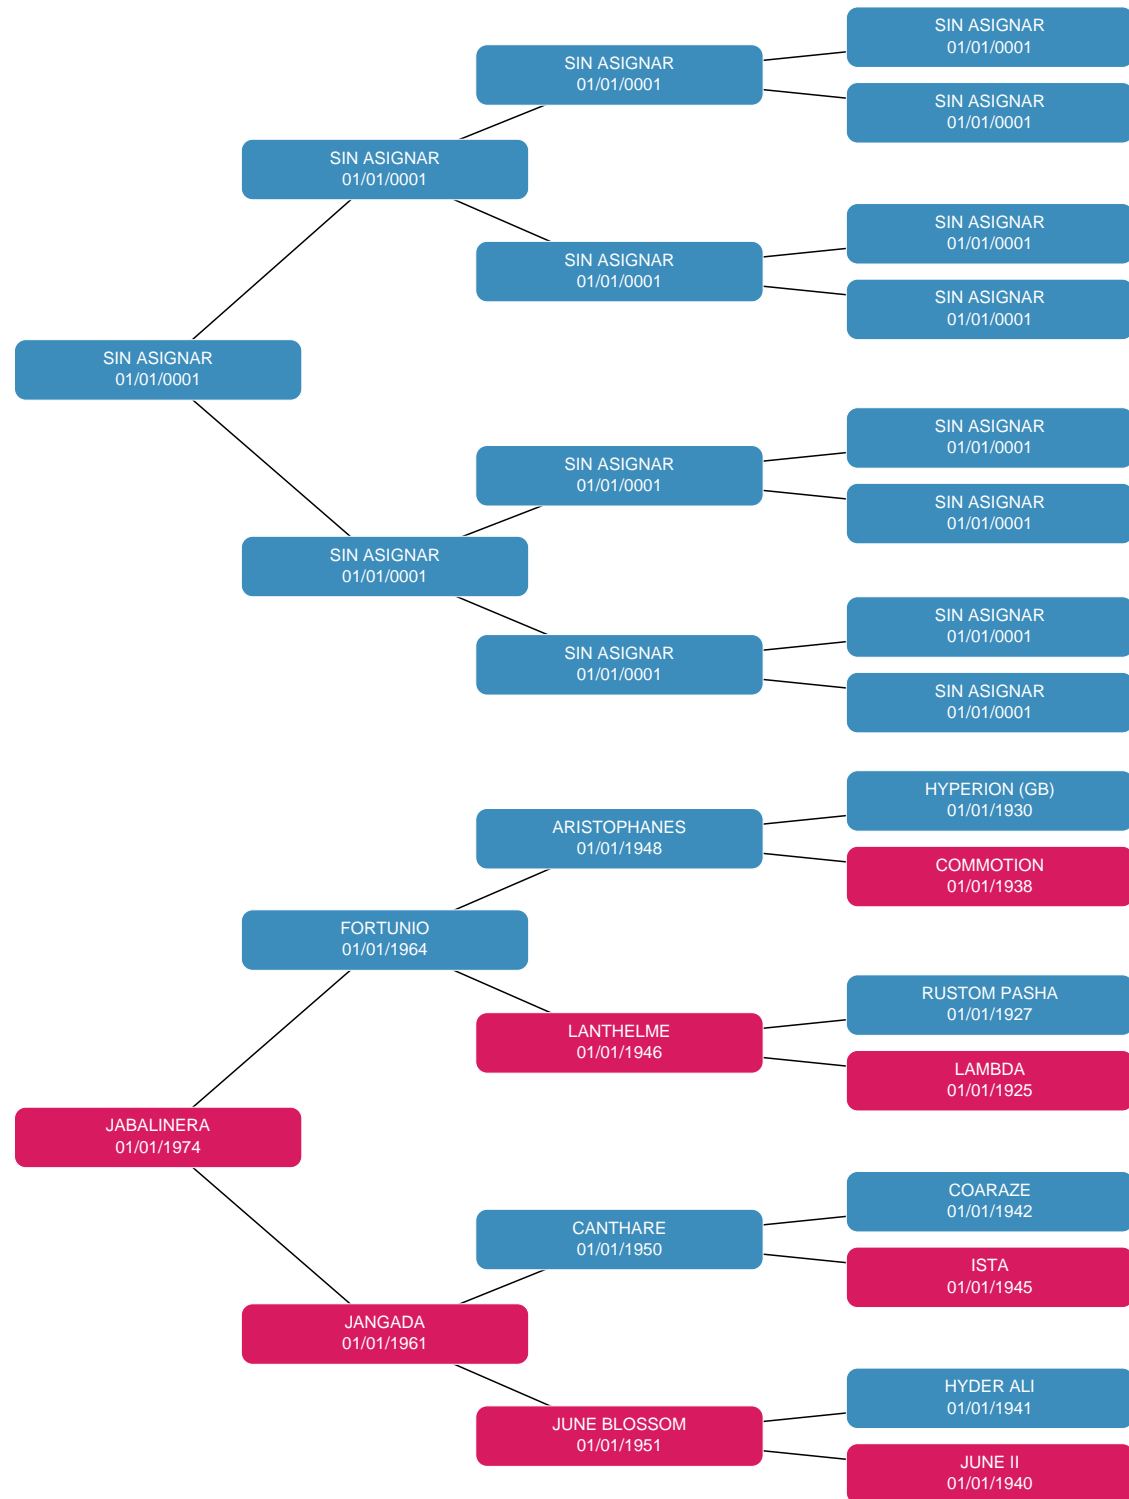 SIN ASIGNAR
01/01/0001
SIN ASIGNAR
01/01/0001
SIN ASIGNAR
01/01/0001
SIN ASIGNAR
01/01/0001
SIN ASIGNAR
01/01/0001
SIN ASIGNAR
01/01/0001
SIN ASIGNAR
01/01/0001
SIN ASIGNAR
01/01/0001
SIN ASIGNAR
01/01/0001
SIN ASIGNAR
01/01/0001
SIN ASIGNAR
01/01/0001
SIN ASIGNAR
01/01/0001
SIN ASIGNAR
01/01/0001
SIN ASIGNAR
01/01/0001
SIN ASIGNAR
01/01/0001
HYPERION (GB)
01/01/1930
ARISTOPHANES
01/01/1948
COMMOTION
01/01/1938
FORTUNIO
01/01/1964
RUSTOM PASHA
01/01/1927
LANTHELME
01/01/1946
LAMBDA
01/01/1925
JABALINERA
01/01/1974
COARAZE
01/01/1942
CANTHARE
01/01/1950
ISTA
01/01/1945
JANGADA
01/01/1961
HYDER ALI
01/01/1941
JUNE BLOSSOM
01/01/1951
JUNE II
01/01/1940